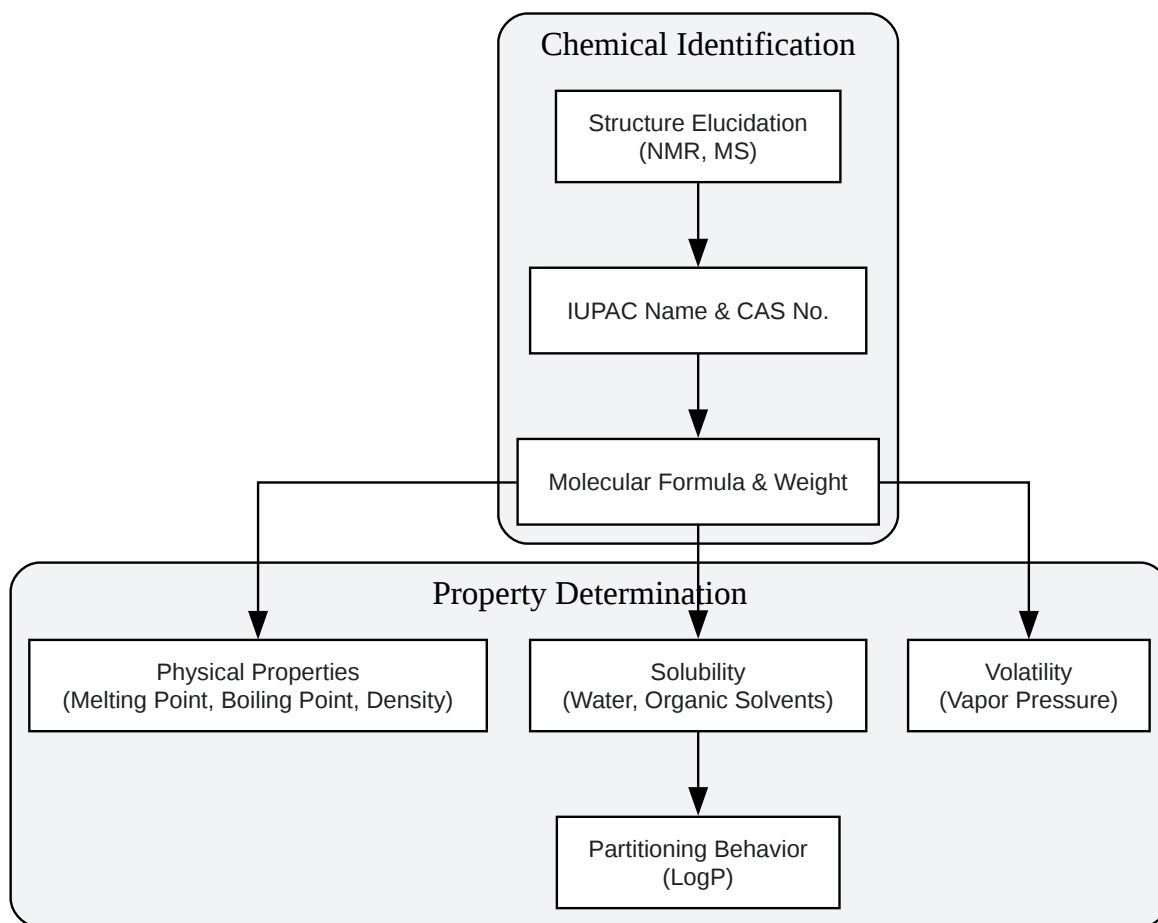 Chemical Identification
Structure Elucidation
(NMR, MS)
IUPAC Name & CAS No.
Molecular Formula & Weight
Property Determination
Physical Properties
(Melting Point, Boiling Point, Density)
Solubility
(Water, Organic Solvents)
Volatility
(Vapor Pressure)
Partitioning Behavior
(LogP)